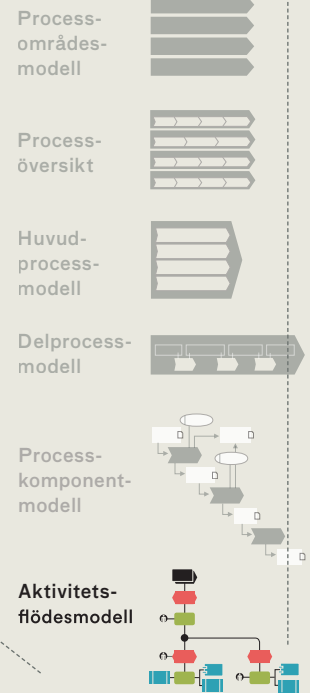 Process-
områdes-
modell
Process-
översikt
Huvud-
process-
modell
Delprocess-
modell
Process-
komponent-
modell
Aktivitets-
flödesmodell